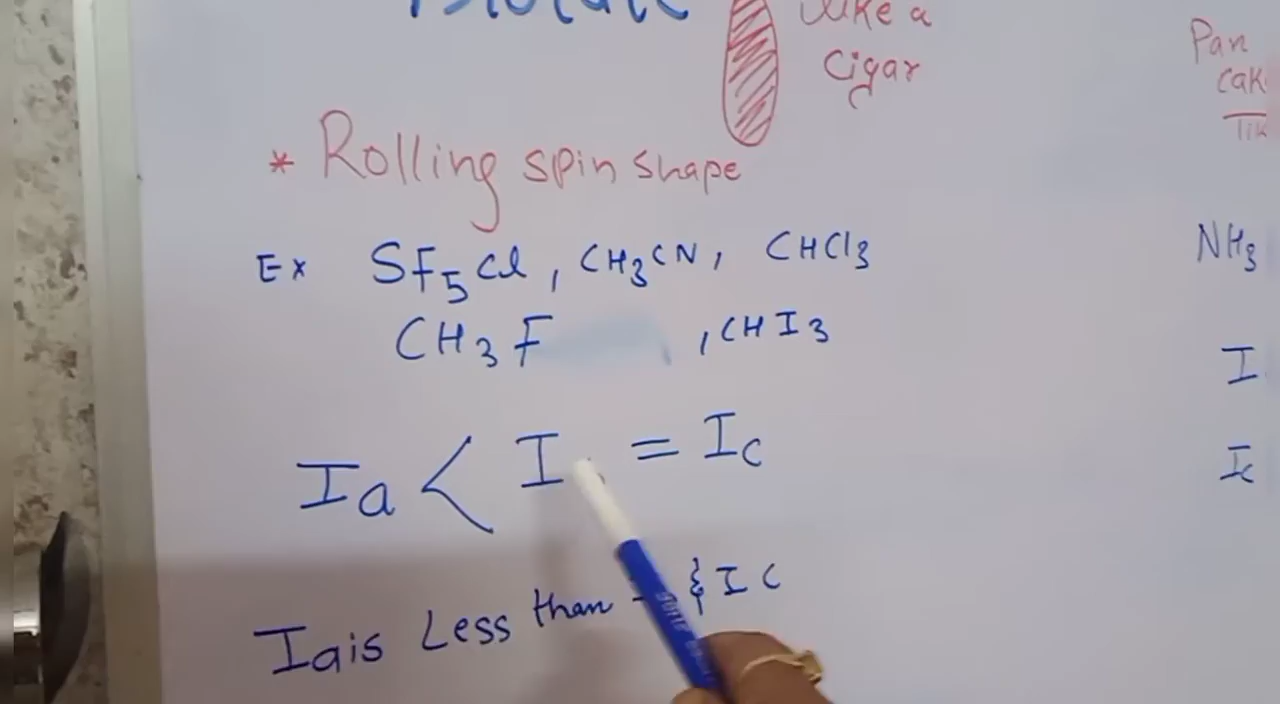 like a
cigar
Pan
cak
* Rolling spin shape
Ex SF5Cl, CH3CN, CHCl3
CH3F , CHI3
Ia < I = Ic
Ia is Less than & Ic
NH3
I
Ic